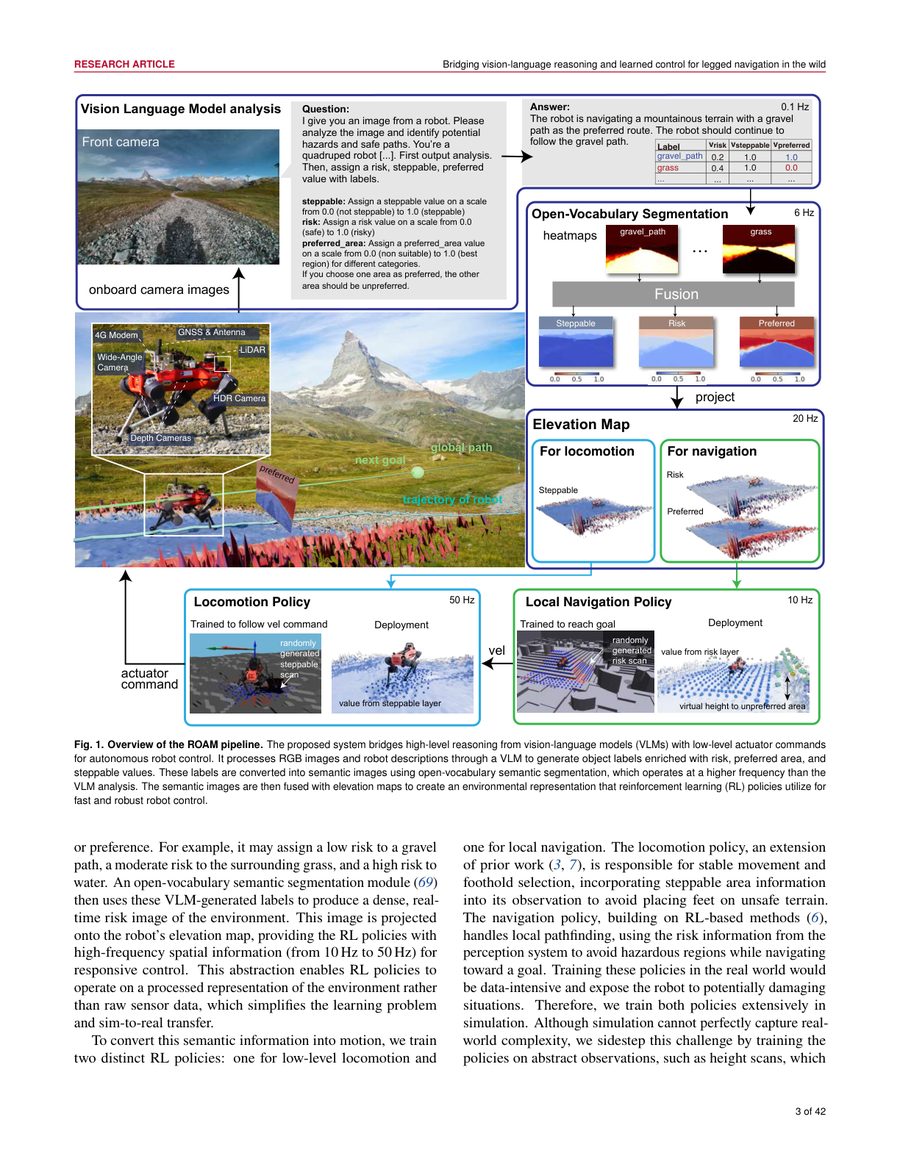 RESEARCH ARTICLE
Bridging vision-language reasoning and learned control for legged navigation in the wild
Vision Language Model analysis
Front camera
onboard camera images
Question:
I give you an image from a robot. Please
analyze the image and identify potential
hazards and safe paths. You're a
quadruped robot [...]. First output analysis.
Then, assign a risk, steppable, preferred
value with labels.
steppable: Assign a steppable value on a scale
from 0.0 (not steppable) to 1.0 (steppable)
risk: Assign a risk value on a scale from 0.0
(safe) to 1.0 (risky)
preferred_area: Assign a preferred_area value
on a scale from 0.0 (non suitable) to 1.0 (best
region) for different categories.
If you choose one area as preferred, the other
area should be unpreferred.
Answer: 0.1 Hz
The robot is navigating a mountainous terrain with a gravel
path as the preferred route. The robot should continue to
follow the gravel path.
Label Vrisk Vsteppable Vpreferred
gravel_path 0.2 1.0 1.0
grass 0.4 1.0 0.0
... ... ... ...
Open-Vocabulary Segmentation 6 Hz
heatmaps gravel_path ... grass
Fusion
Steppable Risk Preferred
0.0 0.5 1.0 0.0 0.5 1.0 0.0 0.5 1.0
project
4G Modem
GNSS & Antenna
LiDAR
Wide-Angle
Camera
HDR Camera
Depth Cameras
preferred
next goal
global path
trajectory of robot
Elevation Map 20 Hz
For locomotion
Steppable
For navigation
Risk
Preferred
Locomotion Policy 50 Hz
Trained to follow vel command
Deployment
randomly
generated
steppable
scan
value from steppable layer
actuator
command
vel
Local Navigation Policy 10 Hz
Trained to reach goal
Deployment
randomly
generated
risk scan
value from risk layer
virtual height to unpreferred area
Fig. 1. Overview of the ROAM pipeline. The proposed system bridges high-level reasoning from vision-language models (VLMs) with low-level actuator commands
for autonomous robot control. It processes RGB images and robot descriptions through a VLM to generate object labels enriched with risk, preferred area, and
steppable values. These labels are converted into semantic images using open-vocabulary semantic segmentation, which operates at a higher frequency than the
VLM analysis. The semantic images are then fused with elevation maps to create an environmental representation that reinforcement learning (RL) policies utilize for
fast and robust robot control.
or preference. For example, it may assign a low risk to a gravel
path, a moderate risk to the surrounding grass, and a high risk to
water. An open-vocabulary semantic segmentation module (69)
then uses these VLM-generated labels to produce a dense, real-
time risk image of the environment. This image is projected
onto the robot's elevation map, providing the RL policies with
high-frequency spatial information (from 10 Hz to 50 Hz) for
responsive control. This abstraction enables RL policies to
operate on a processed representation of the environment rather
than raw sensor data, which simplifies the learning problem
and sim-to-real transfer.
To convert this semantic information into motion, we train
two distinct RL policies: one for low-level locomotion and
one for local navigation. The locomotion policy, an extension
of prior work (3, 7), is responsible for stable movement and
foothold selection, incorporating steppable area information
into its observation to avoid placing feet on unsafe terrain.
The navigation policy, building on RL-based methods (6),
handles local pathfinding, using the risk information from the
perception system to avoid hazardous regions while navigating
toward a goal. Training these policies in the real world would
be data-intensive and expose the robot to potentially damaging
situations. Therefore, we train both policies extensively in
simulation. Although simulation cannot perfectly capture real-
world complexity, we sidestep this challenge by training the
policies on abstract observations, such as height scans, which
3 of 42